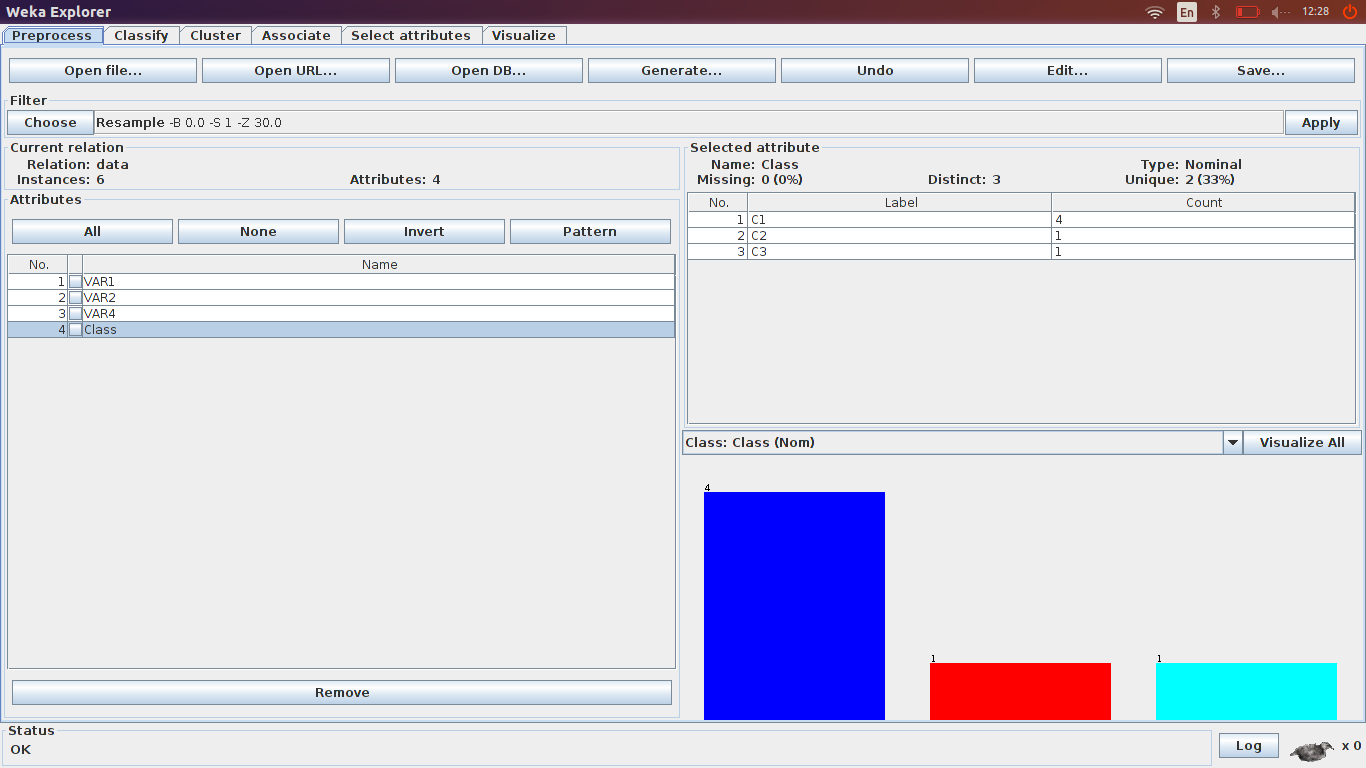 Weka Explorer
En
12:28
Preprocess Classify Cluster Associate Select attributes Visualize
Open file... Open URL... Open DB... Generate... Undo Edit... Save...
Filter
Choose Resample -B 0.0 -S 1 -Z 30.0 Apply
Current relation
Relation: data
Instances: 6 Attributes: 4
Attributes
All None Invert Pattern
No. Name
1 VAR1
2 VAR2
3 VAR4
4 Class
Remove
Selected attribute
Name: Class Type: Nominal
Missing: 0 (0%) Distinct: 3 Unique: 2 (33%)
No. Label Count
1 C1 4
2 C2 1
3 C3 1
Class: Class (Nom) Visualize All
4
1
1
Status
OK
Log x 0